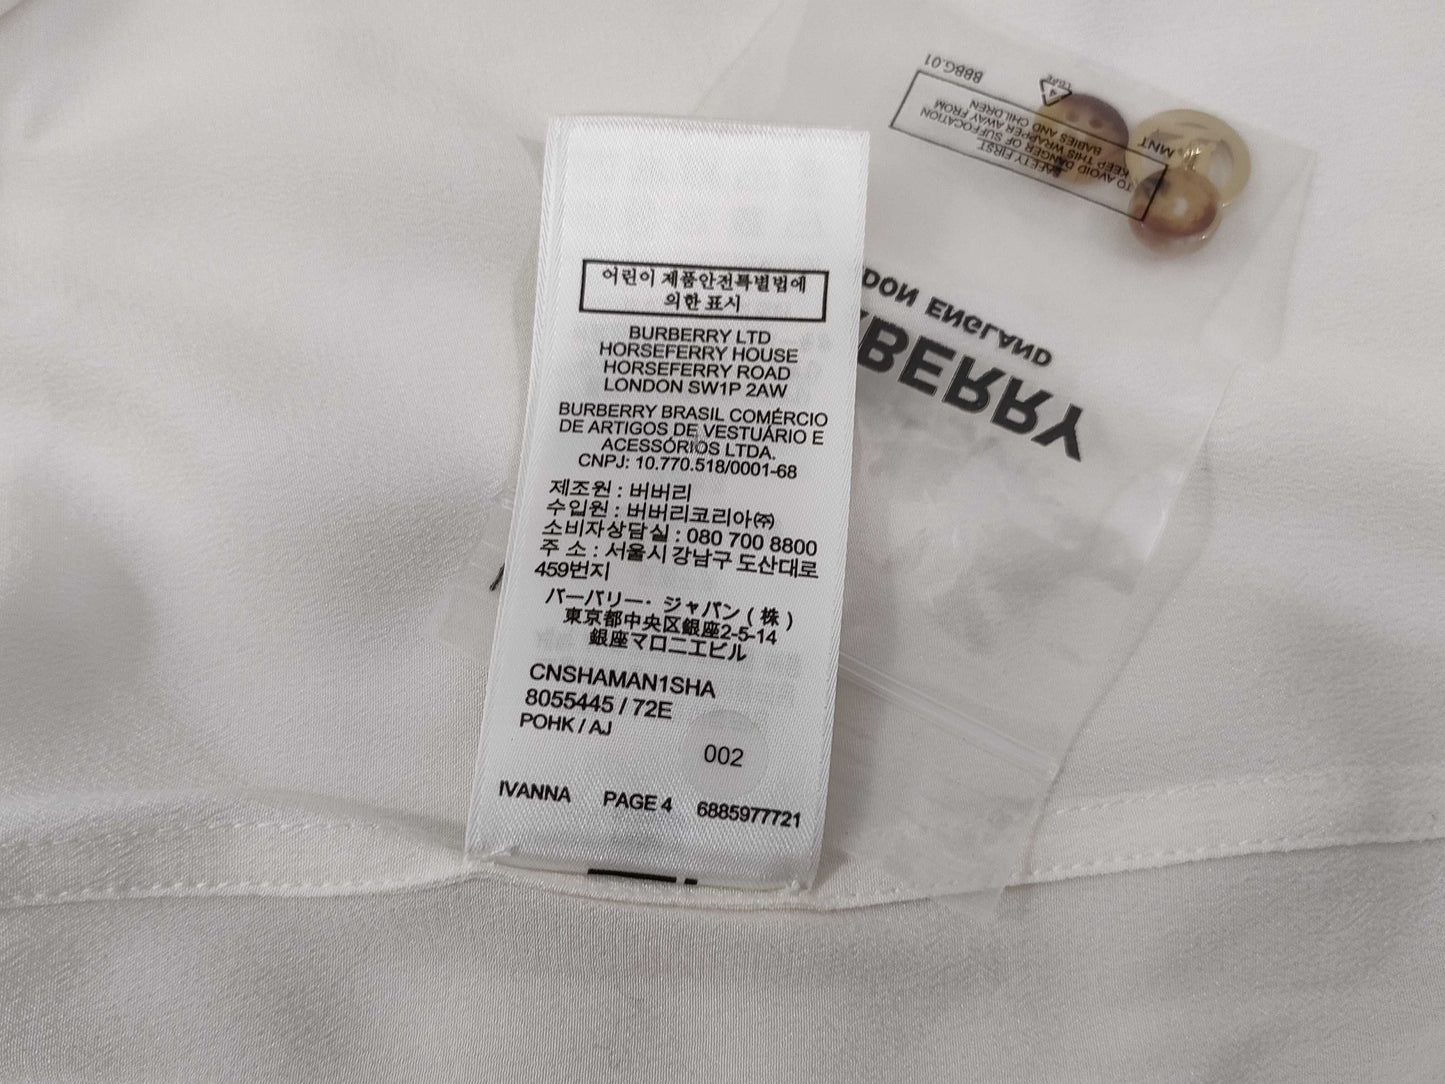 어린이 제품안전특별법에
의한 표시
BURBERRY LTD
HORSEFERRY HOUSE
HORSEFERRY ROAD
LONDON SW1P 2AW
BURBERRY BRASIL COMÉRCIO
DE ARTIGOS DE VESTUÁRIO E
ACESSÓRIOS LTDA.
CNPJ: 10.770.518/0001-68
제조원 : 버버리
수입원 : 버버리코리아㈜
소비자상담실 : 080 700 8800
주 소 : 서울시 강남구 도산대로
459번지
バーバリー・ジャパン(株)
東京都中央区銀座2-5-14
銀座マロニエビル
CNSHAMAN1SHA
8055445 / 72E
POHK / AJ
002
IVANNA PAGE 4 6885977721
BBBG.01
4
MNT
SAFETY FIRST
TO AVOID DANGER OF SUFFOCATION
KEEP THIS WRAPPER AWAY FROM
BABIES AND CHILDREN
BERRY
DON ENGLAND